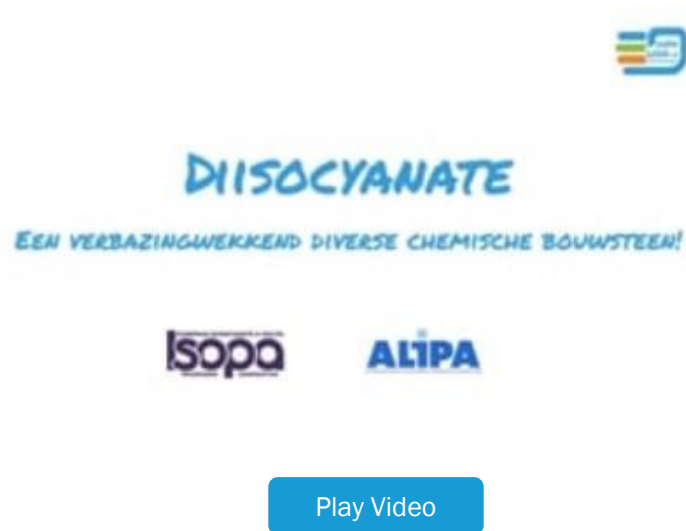 DIISOCYANATE
EEN VERBAZINGWEKKEND DIVERSE CHEMISCHE BOUWSTEEN!
isopa
ALIPA
Play Video